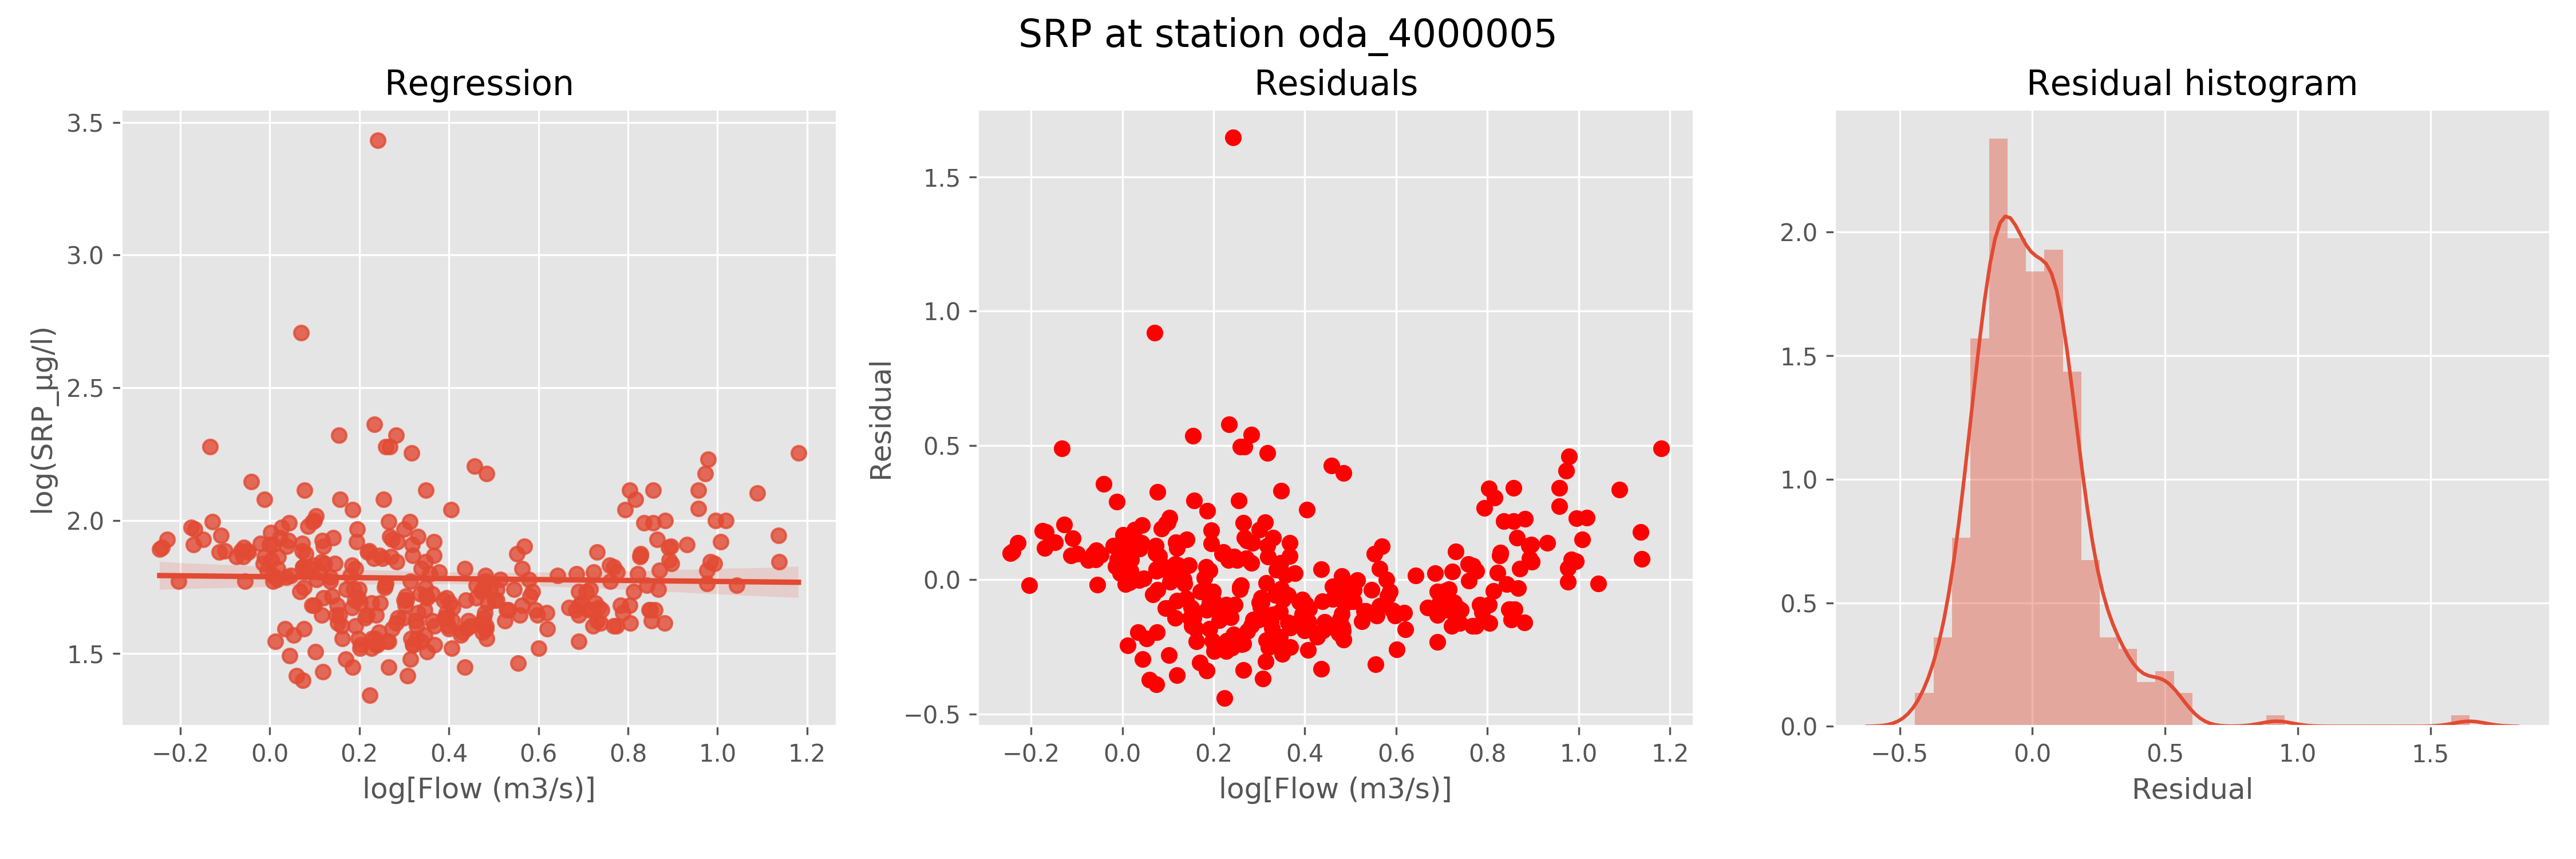 SRP at station oda_4000005
Regression
3.5
3.0
2.5
2.0
1.5
log(SRP_μg/l)
−0.2 0.0 0.2 0.4 0.6 0.8 1.0 1.2
log[Flow (m3/s)]
Residuals
1.5
1.0
0.5
0.0
−0.5
Residual
−0.2 0.0 0.2 0.4 0.6 0.8 1.0 1.2
log[Flow (m3/s)]
Residual histogram
2.0
1.5
1.0
0.5
0.0
−0.5 0.0 0.5 1.0 1.5
Residual